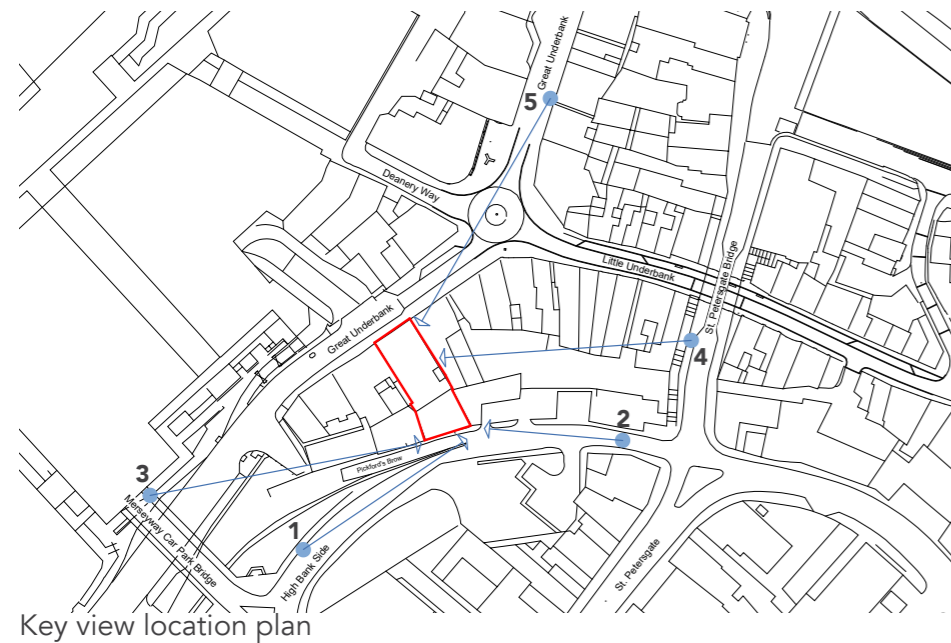 Great Underbank
5
Deanery Way
Little Underbank
St. Petersgate Bridge
Great Underbank
4
2
Pickford's Brow
3
Merseyway Car Park Bridge
1
High Bank Side
St. Petersgate
Key view location plan